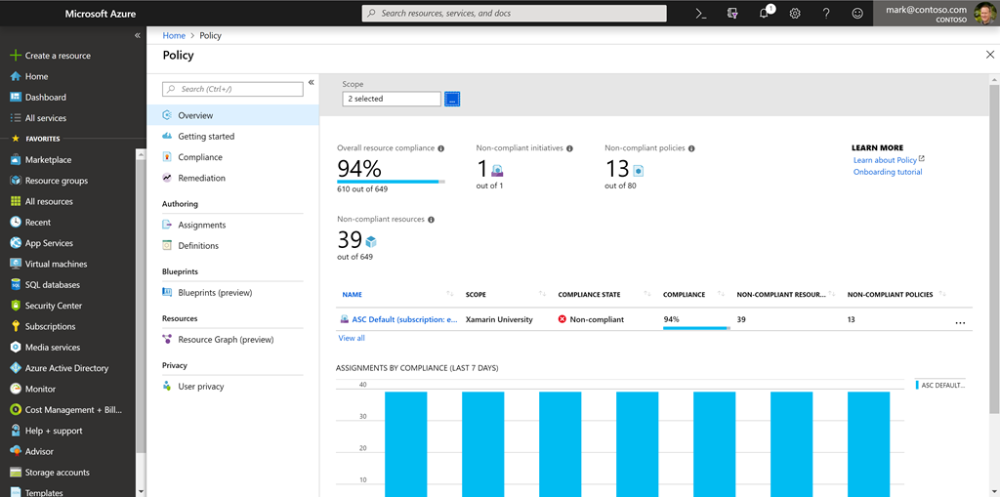 Microsoft Azure
Search resources, services, and docs
1
mark@contoso.com
CONTOSO
Create a resource
Home
Dashboard
All services
FAVORITES
Marketplace
Resource groups
All resources
Recent
App Services
Virtual machines
SQL databases
Security Center
Subscriptions
Media services
Azure Active Directory
Monitor
Cost Management + Bill...
Help + support
Advisor
Storage accounts
Templates
Home > Policy
Policy
Search (Ctrl+/)
Overview
Getting started
Compliance
Remediation
Authoring
Assignments
Definitions
Blueprints
Blueprints (preview)
Resources
Resource Graph (preview)
Privacy
User privacy
Scope
2 selected ...
Overall resource compliance
94%
610 out of 649
Non-compliant initiatives
1
out of 1
Non-compliant policies
13
out of 80
LEARN MORE
Learn about Policy
Onboarding tutorial
Non-compliant resources
39
out of 649
NAME SCOPE COMPLIANCE STATE COMPLIANCE NON-COMPLIANT RESOUR... NON-COMPLIANT POLICIES
ASC Default (subscription: e... Xamarin University Non-compliant 94% 39 13 ...
View all
ASSIGNMENTS BY COMPLIANCE (LAST 7 DAYS)
40
30
20
10
ASC DEFAULT...